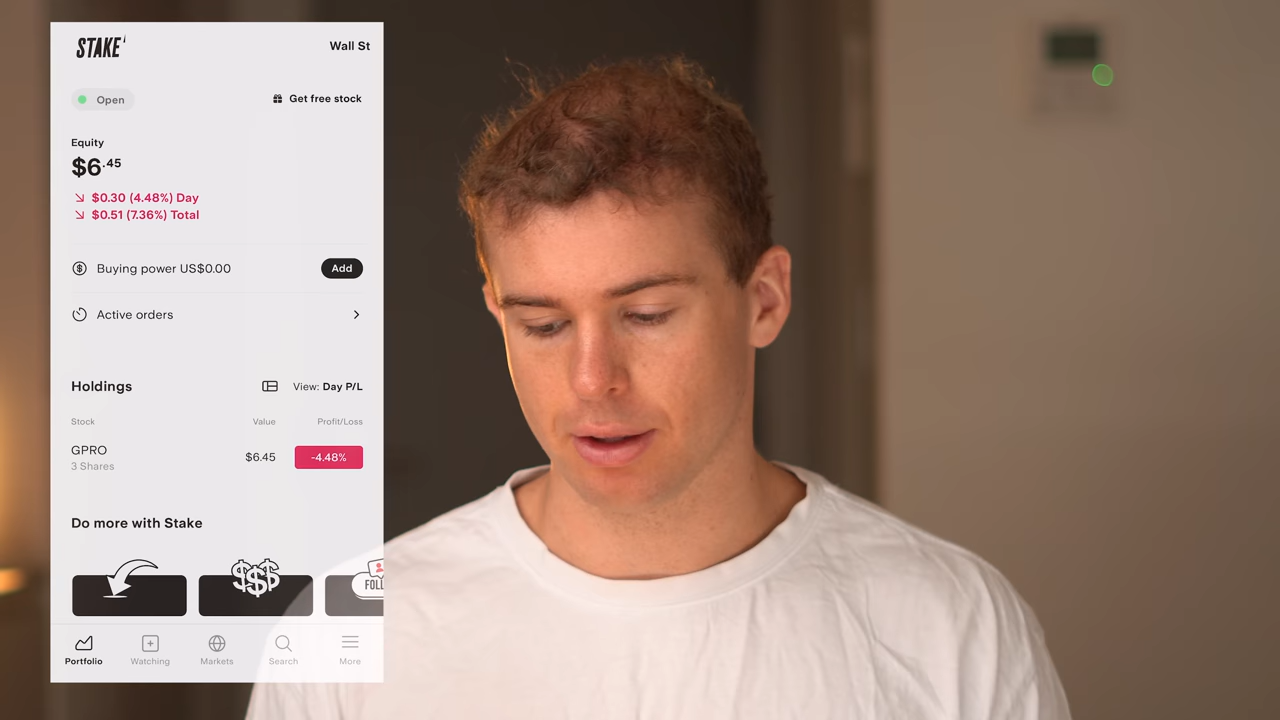 STAKE
Wall St
Open
Get free stock
Equity
$6.45
$0.30 (4.48%) Day
$0.51 (7.36%) Total
Buying power US$0.00
Add
Active orders
Holdings
View: Day P/L
Stock Value Profit/Loss
GPRO
3 Shares
$6.45
-4.48%
Do more with Stake
$$$
FOLL
Portfolio Watching Markets Search More